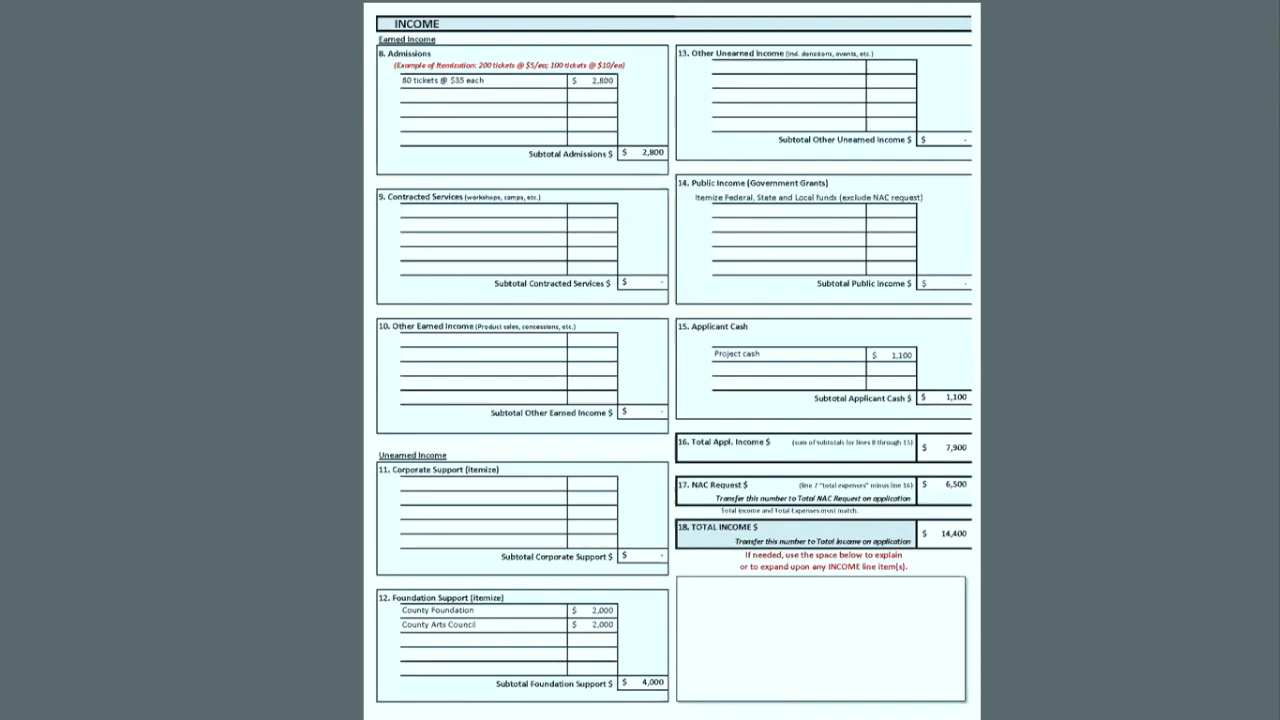 INCOME
Earned Income
8. Admissions
(Example of Itemization: 200 tickets @ $5/ea; 100 tickets @ $10/ea)
80 tickets @ $35 each $ 2,800
Subtotal Admissions $ $ 2,800
9. Contracted Services (workshops, camps, etc.)
Subtotal Contracted Services $ $ -
10. Other Earned Income (Product sales, concessions, etc.)
Subtotal Other Earned Income $ $ -
Unearned Income
11. Corporate Support (itemize)
Subtotal Corporate Support $ $ -
12. Foundation Support (itemize)
County Foundation $ 2,000
County Arts Council $ 2,000
Subtotal Foundation Support $ $ 4,000
13. Other Unearned Income (incl. donations, events, etc.)
Subtotal Other Unearned Income $ $ -
14. Public Income (Government Grants)
Itemize Federal, State and Local funds (exclude NAC request)
Subtotal Public Income $ $ -
15. Applicant Cash
Project cash $ 1,100
Subtotal Applicant Cash $ $ 1,100
16. Total Appl. Income $ (sum of subtotals for lines 8 through 15) $ 7,900
17. NAC Request $ (line 7 "total expenses" minus line 16) $ 6,500
Transfer this number to Total NAC Request on application
Total Income and Total Expenses must match.
18. TOTAL INCOME $ $ 14,400
Transfer this number to Total Income on application
If needed, use the space below to explain
or to expand upon any INCOME line item(s).